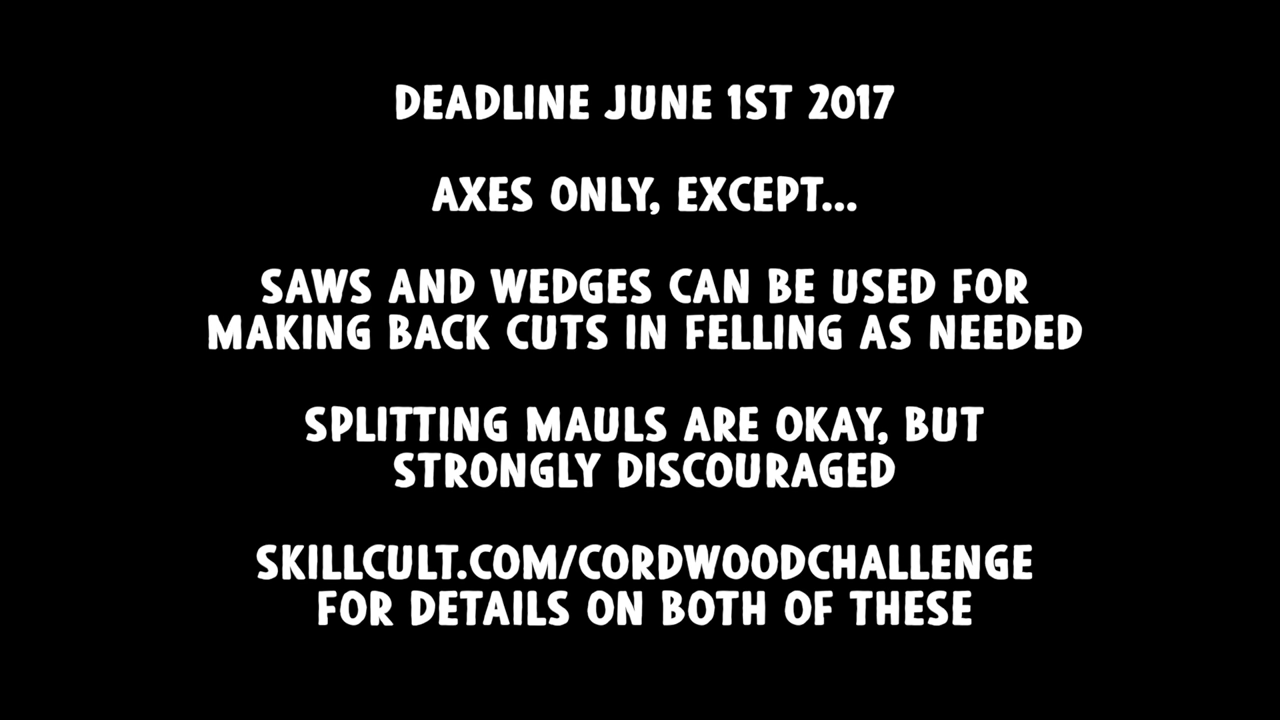 DEADLINE JUNE 1ST 2017
AXES ONLY, EXCEPT...
SAWS AND WEDGES CAN BE USED FOR
MAKING BACK CUTS IN FELLING AS NEEDED
SPLITTING MAULS ARE OKAY, BUT
STRONGLY DISCOURAGED
SKILLCULT.COM/CORDWOODCHALLENGE
FOR DETAILS ON BOTH OF THESE